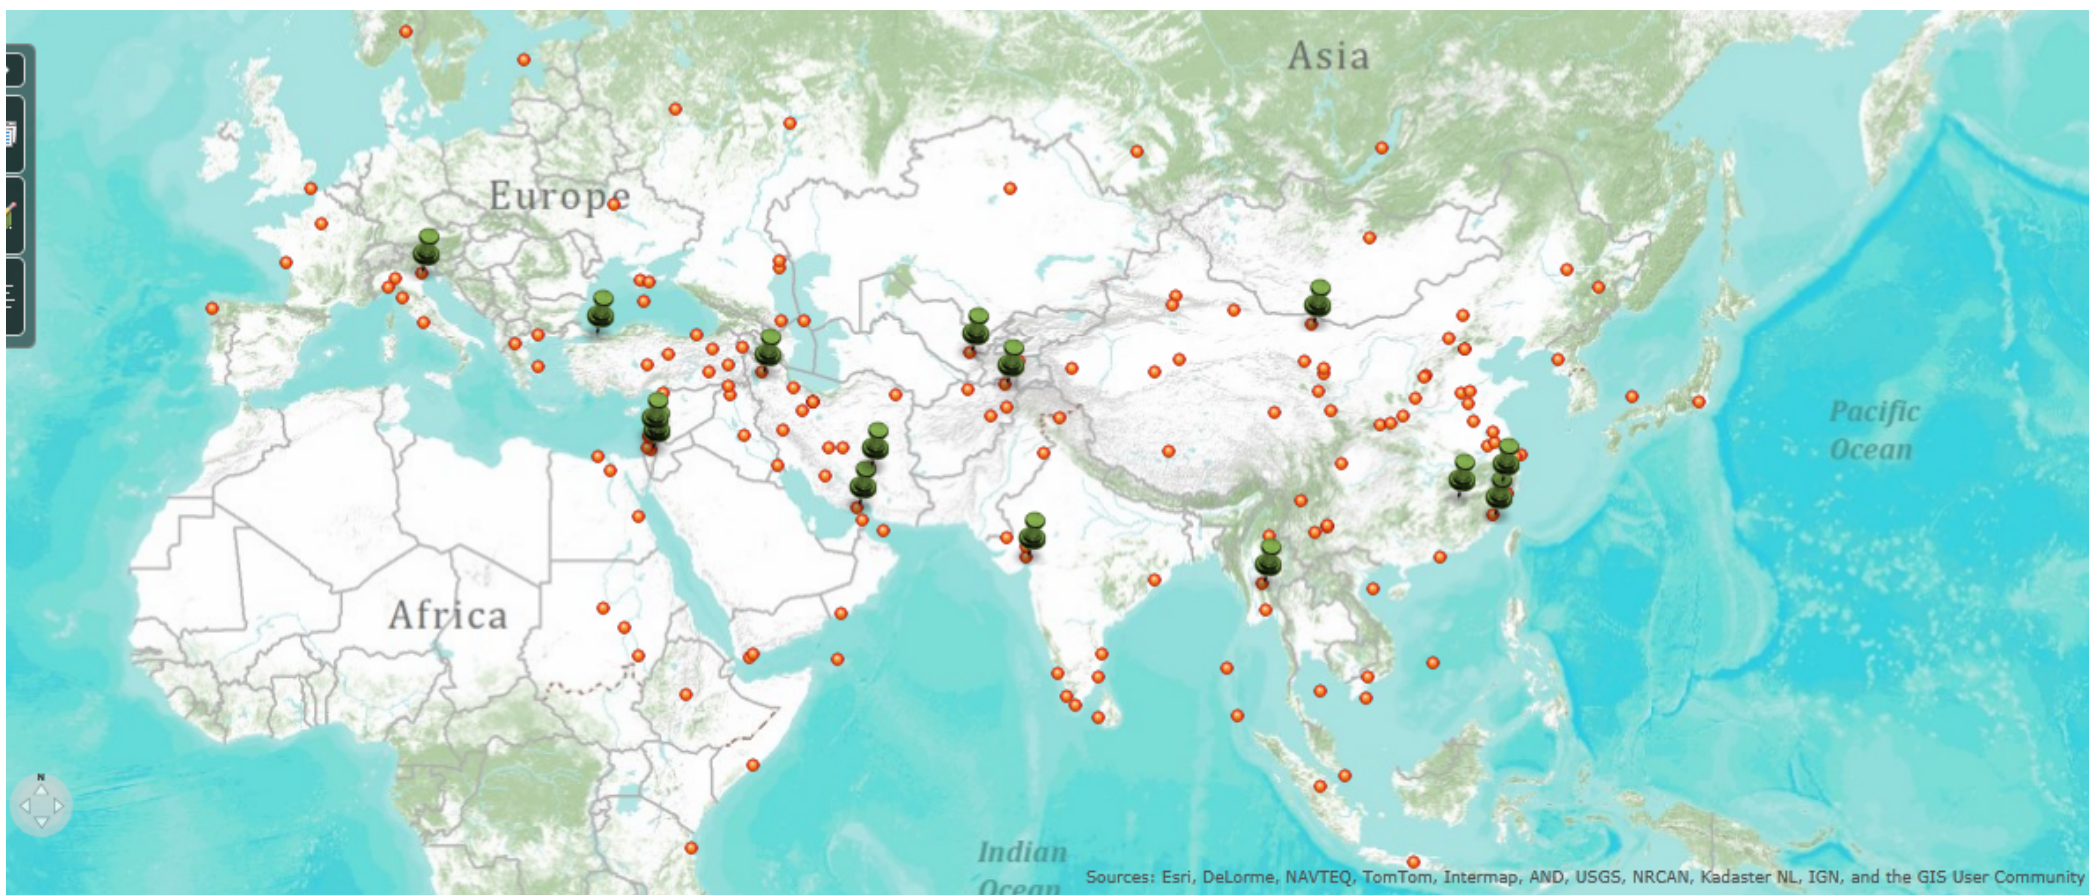 Asia
Europe
Pacific
Ocean
Africa
N
Indian
Ocean
Sources: Esri, DeLorme, NAVTEQ, TomTom, Intermap, AND, USGS, NRCAN, Kadaster NL, IGN, and the GIS User Community